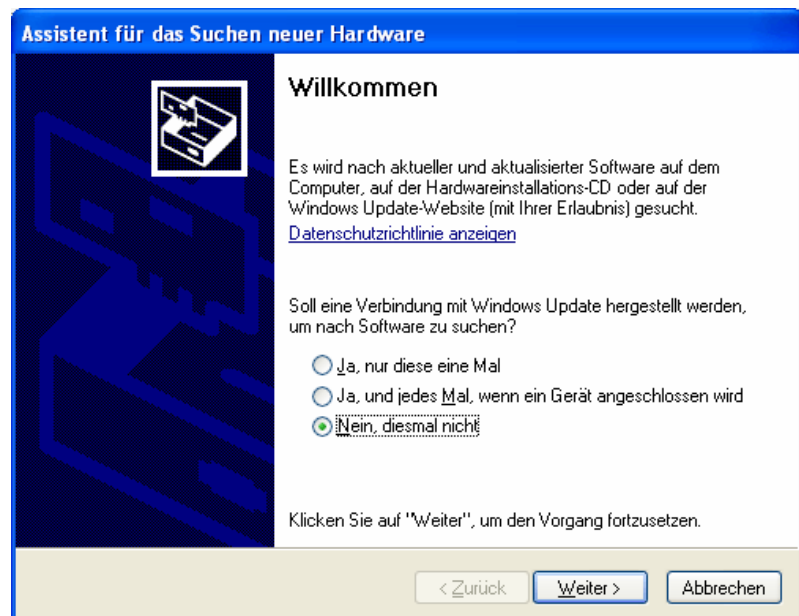 Assistent für das Suchen neuer Hardware
Willkommen
Es wird nach aktueller und aktualisierter Software auf dem
Computer, auf der Hardwareinstallations-CD oder auf der
Windows Update-Website (mit Ihrer Erlaubnis) gesucht.
Datenschutzrichtlinie anzeigen
Soll eine Verbindung mit Windows Update hergestellt werden,
um nach Software zu suchen?
Ja, nur diese eine Mal
Ja, und jedes Mal, wenn ein Gerät angeschlossen wird
Nein, diesmal nicht
Klicken Sie auf "Weiter", um den Vorgang fortzusetzen.
< Zurück Weiter > Abbrechen